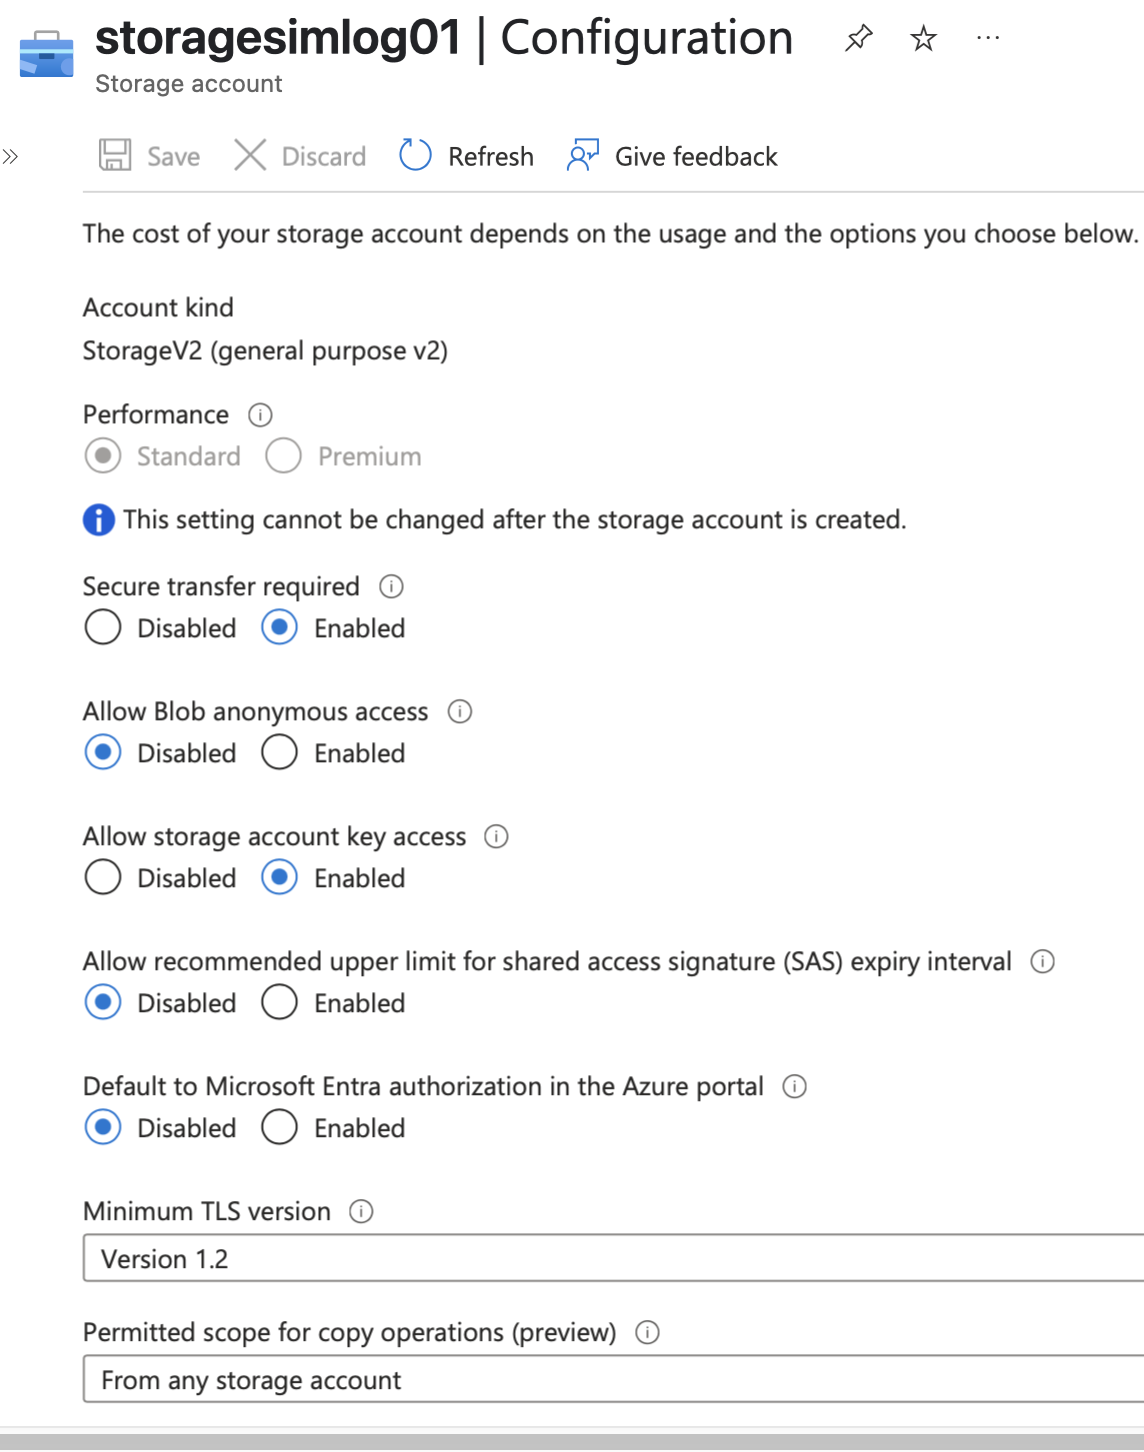 storagesimlog01 | Configuration
Storage account
Save Discard Refresh Give feedback
The cost of your storage account depends on the usage and the options you choose below.
Account kind
StorageV2 (general purpose v2)
Performance
Standard Premium
This setting cannot be changed after the storage account is created.
Secure transfer required
Disabled Enabled
Allow Blob anonymous access
Disabled Enabled
Allow storage account key access
Disabled Enabled
Allow recommended upper limit for shared access signature (SAS) expiry interval
Disabled Enabled
Default to Microsoft Entra authorization in the Azure portal
Disabled Enabled
Minimum TLS version
Version 1.2
Permitted scope for copy operations (preview)
From any storage account